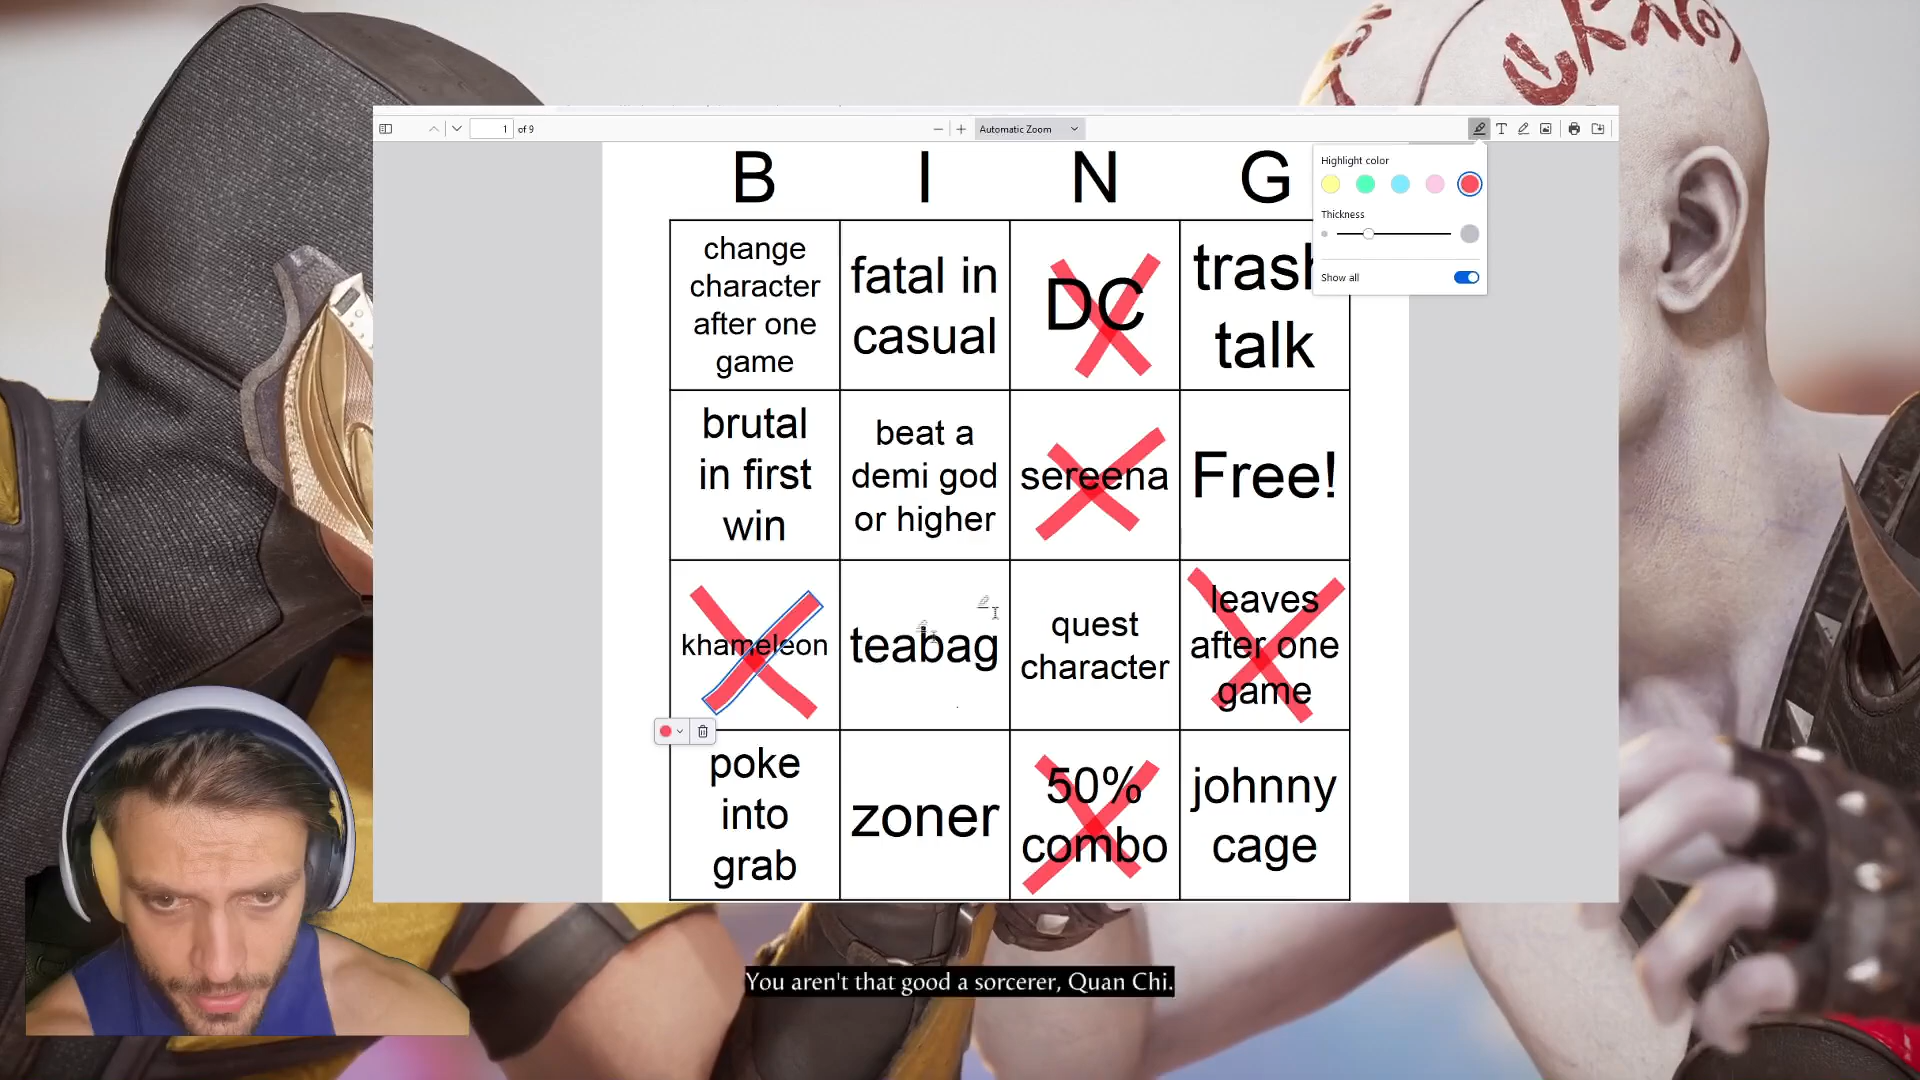 1 of 9
Automatic Zoom
Highlight color
Thickness
Show all
B I N G
change
character
after one
game
fatal in
casual
DC
trash
talk
brutal
in first
win
beat a
demi god
or higher
sereena
Free!
khameleon
teabag
quest
character
leaves
after one
game
poke
into
grab
zoner
50%
combo
johnny
cage
You aren't that good a sorcerer, Quan Chi.